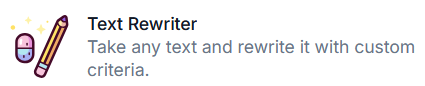 Text Rewriter
Take any text and rewrite it with custom
criteria.